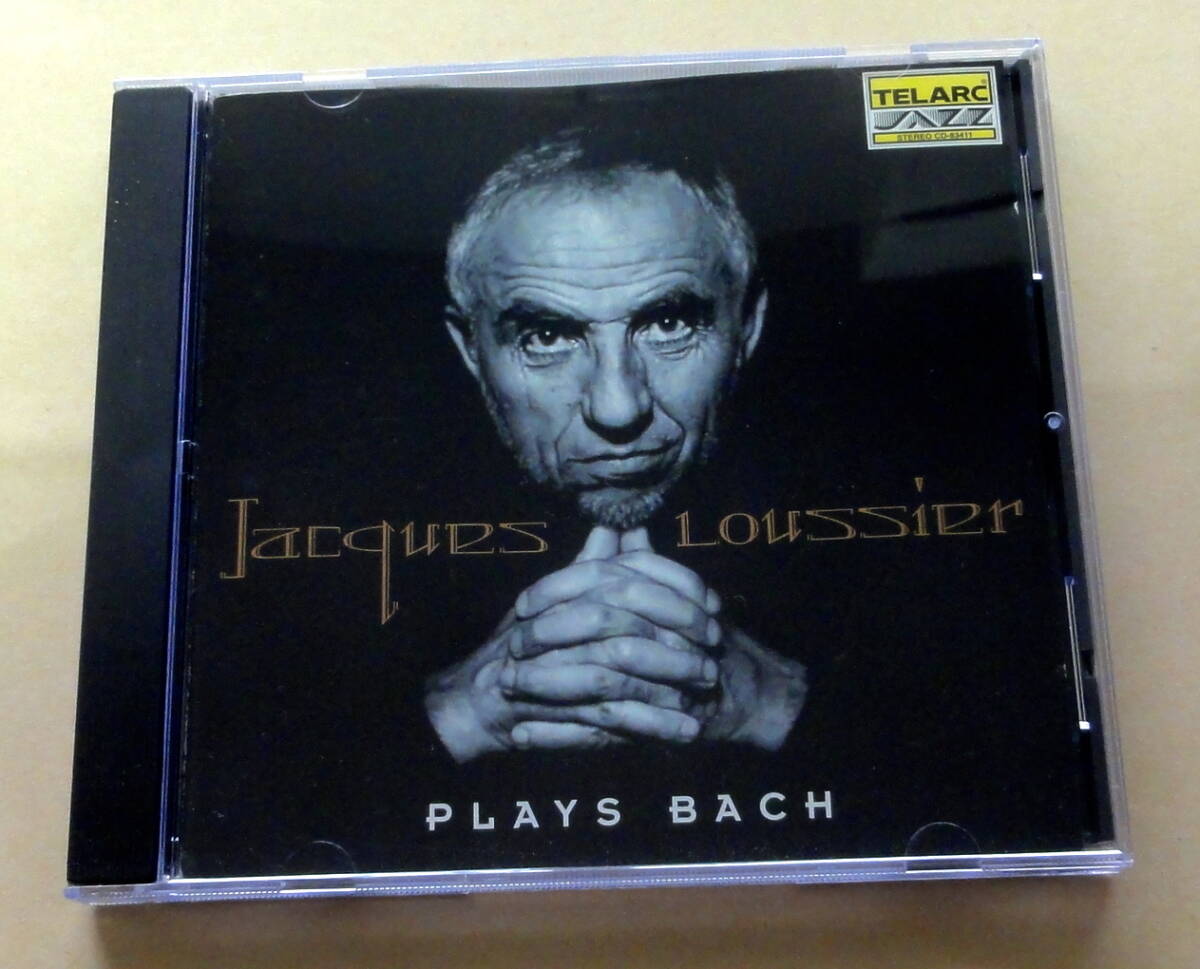 TELARC
JAZZ
STEREO CD-83411
Jacques Loussier
PLAYS BACH